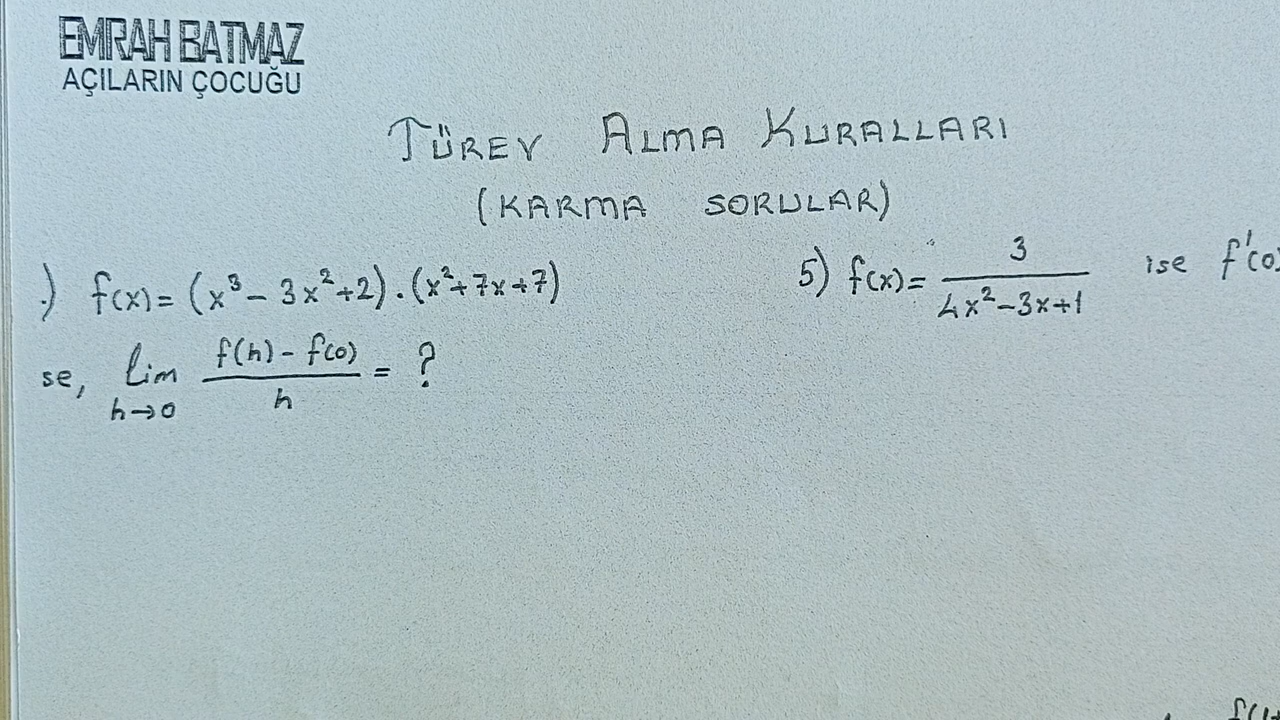 EMRAH BATMAZ
AÇILARIN ÇOCUĞU
TÜREV ALMA KURALLARI
(KARMA SORULAR)
.) f(x) = (x³ - 3x² + 2) . (x² + 7x + 7)
se, lim h→0 f(h) - f(0) / h = ?
5) f(x) = 3 / 4x² - 3x + 1 ise f'(0)